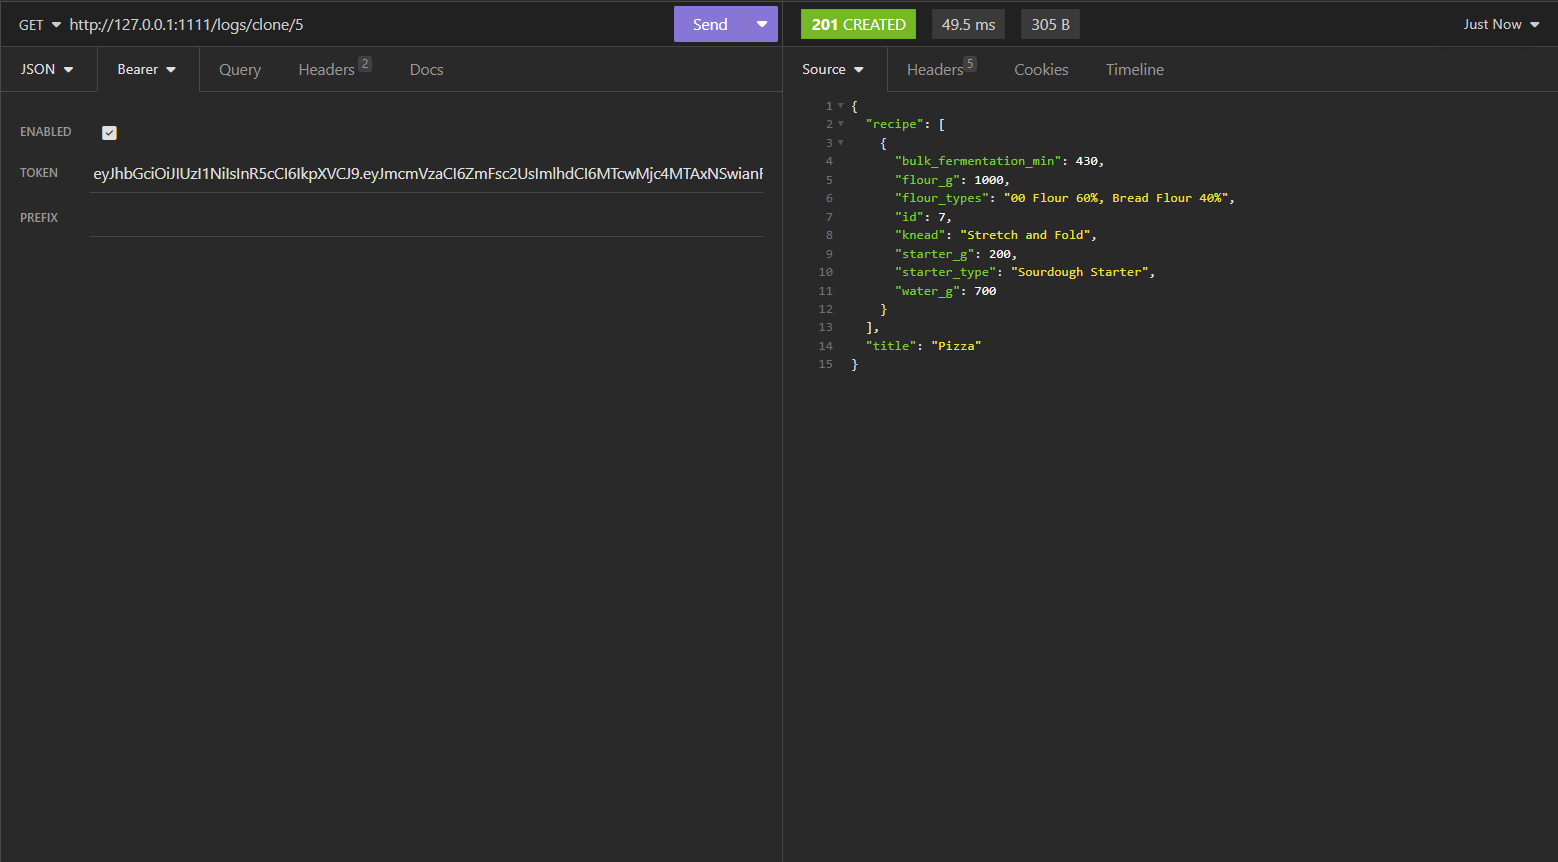 GET http://127.0.0.1:1111/logs/clone/5 Send
JSON Bearer Query Headers 2 Docs
ENABLED
TOKEN eyJhbGciOiJIUzI1NiIsInR5cCI6IkpXVCJ9.eyJmcmVzaCI6ZmFsc2UsImlhdCI6MTcwMjc4MTAxNSwianF
PREFIX
201 CREATED 49.5 ms 305 B Just Now
Source Headers 5 Cookies Timeline
1 {
2 "recipe": [
3 {
4 "bulk_fermentation_min": 430,
5 "flour_g": 1000,
6 "flour_types": "00 Flour 60%, Bread Flour 40%",
7 "id": 7,
8 "knead": "Stretch and Fold",
9 "starter_g": 200,
10 "starter_type": "Sourdough Starter",
11 "water_g": 700
12 }
13 ],
14 "title": "Pizza"
15 }